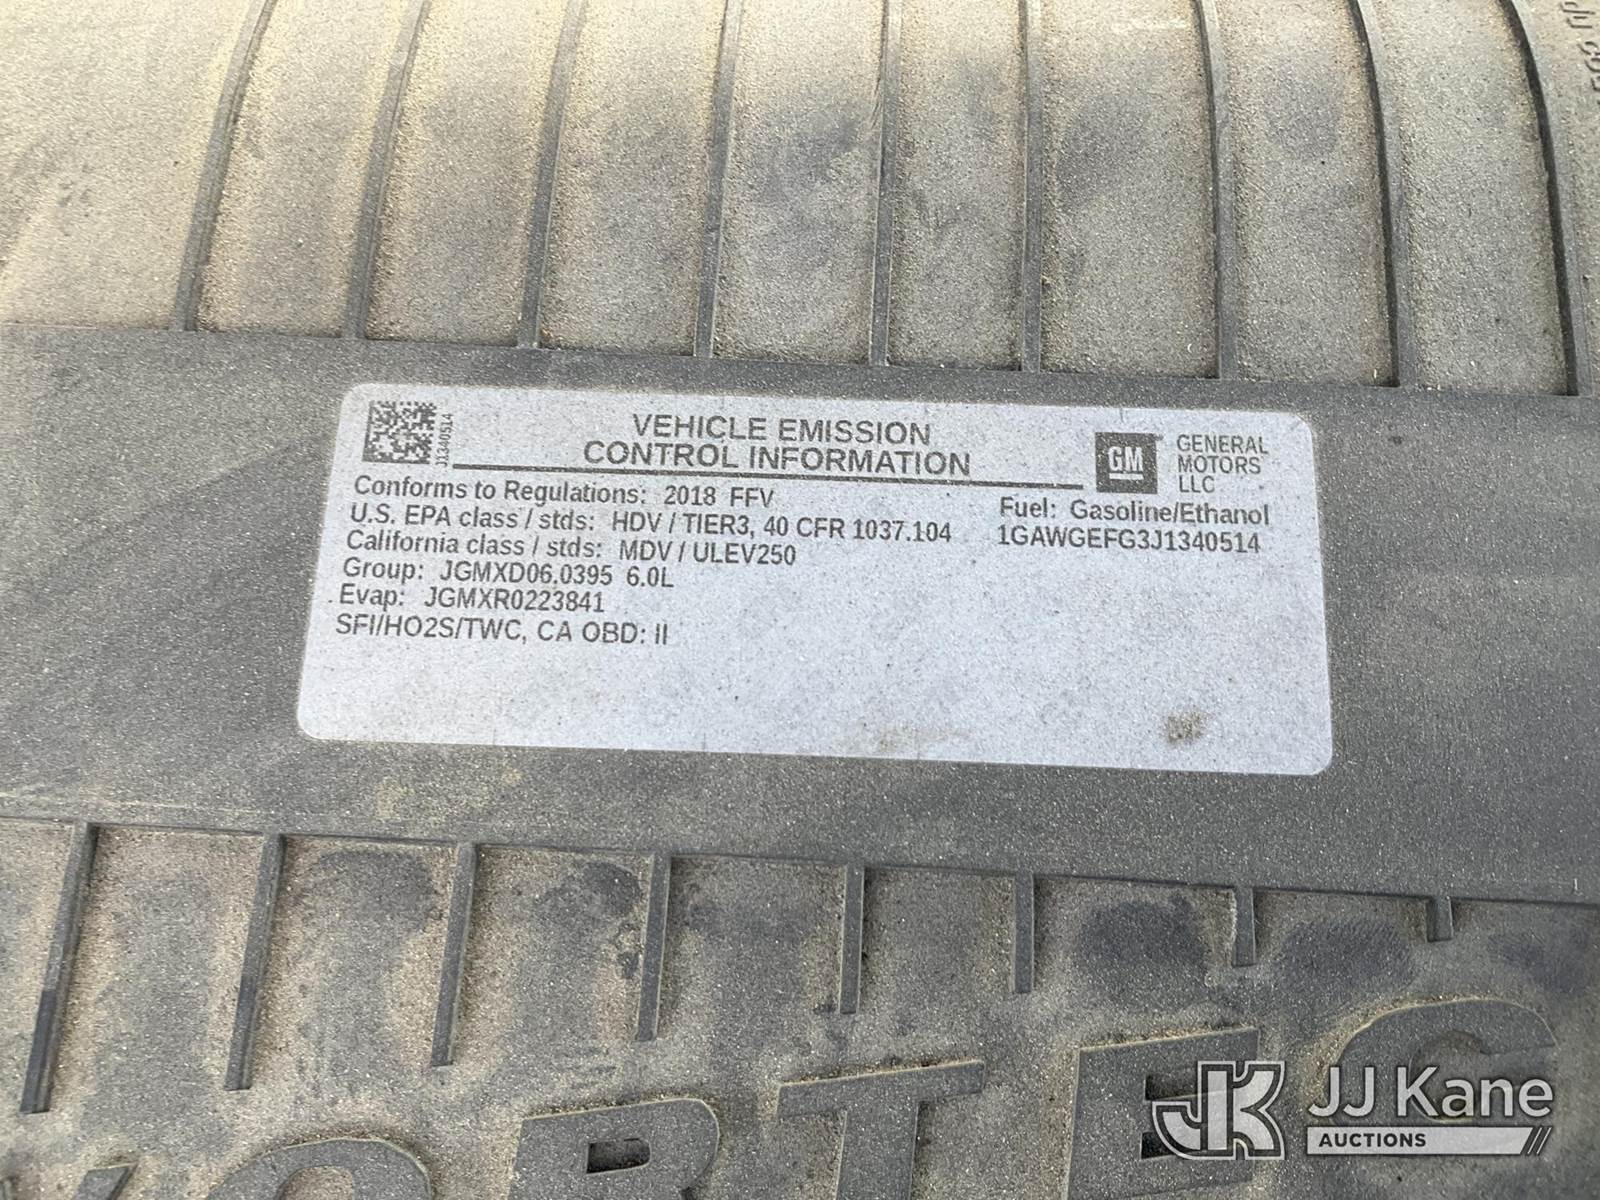 J1340514
VEHICLE EMISSION
CONTROL INFORMATION
GM
GENERAL
MOTORS
LLC
Conforms to Regulations: 2018 FFV
U.S. EPA class / stds: HDV / TIER3, 40 CFR 1037.104
California class / stds: MDV / ULEV250
Group: JGMXD06.0395 6.0L
Evap: JGMXR0223841
SFI/HO2S/TWC, CA OBD: II
Fuel: Gasoline/Ethanol
1GAWGEFG3J1340514
VORTEC
JK
JJ Kane
AUCTIONS